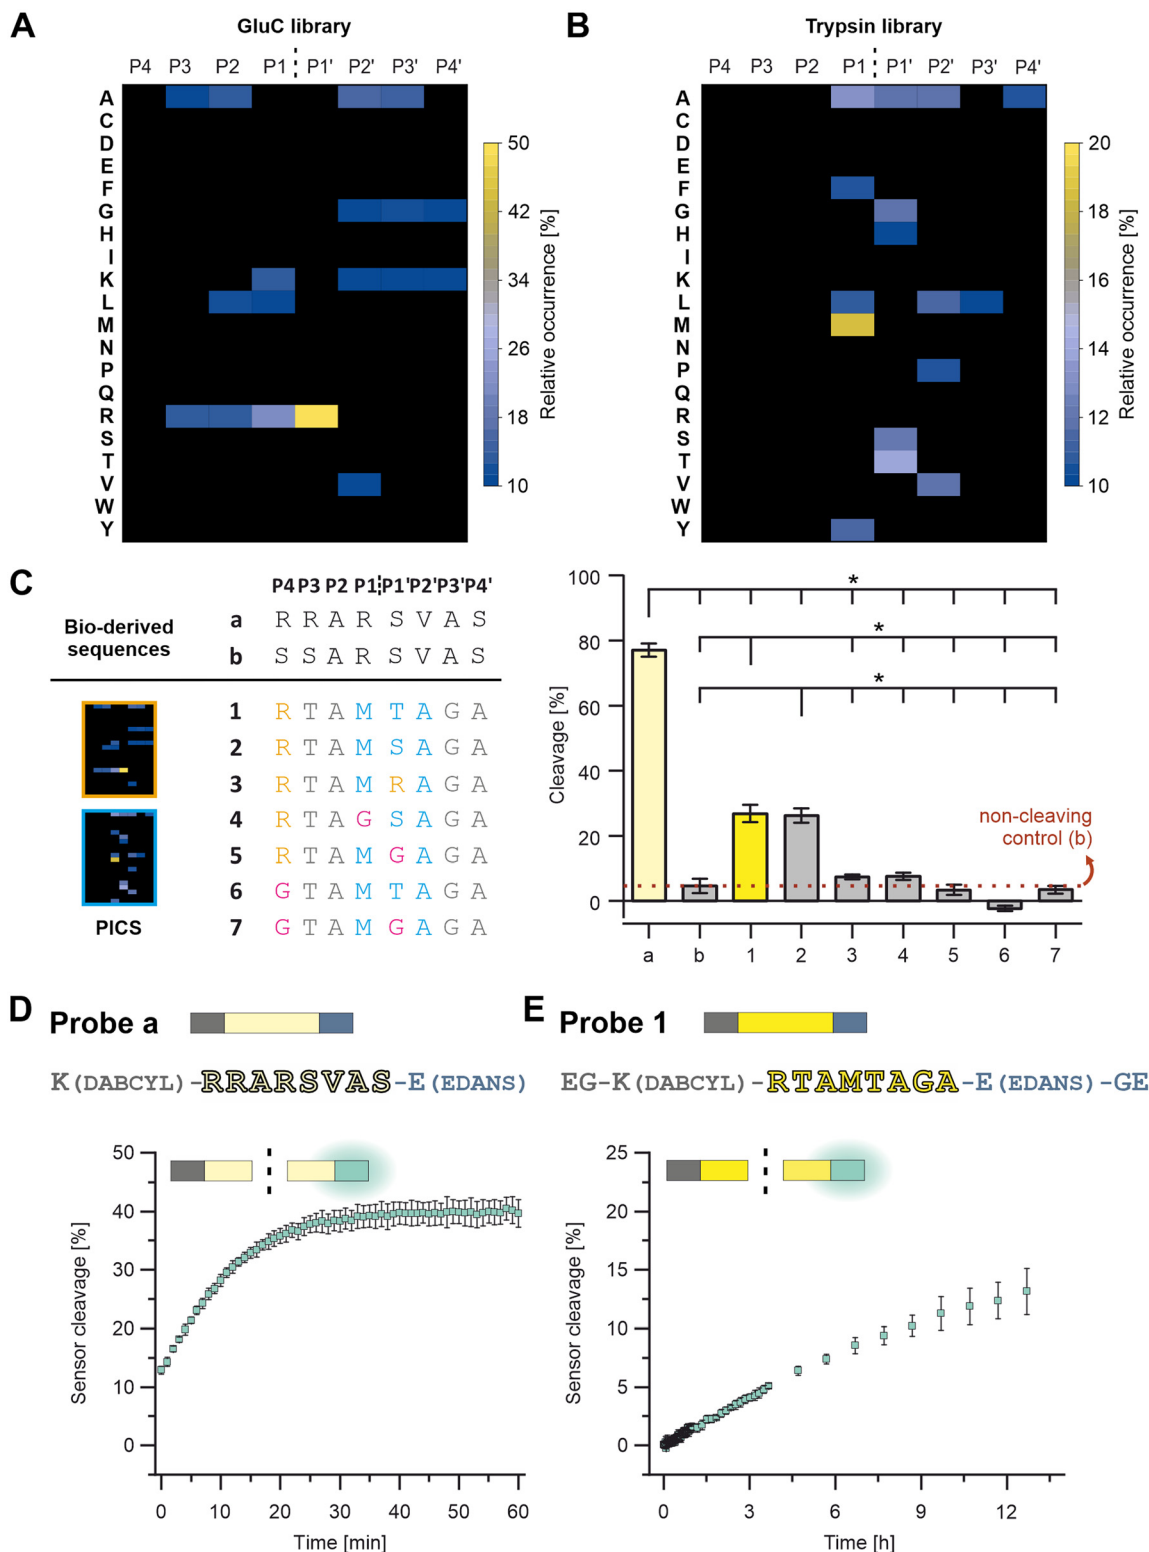 A
GluC library
P4 P3 P2 P1 P1' P2' P3' P4'
A
C
D
E
F
G
H
I
K
L
M
N
P
Q
R
S
T
V
W
Y
50
42
34
26
18
10
Relative occurrence [%]
B
Trypsin library
P4 P3 P2 P1 P1' P2' P3' P4'
A
C
D
E
F
G
H
I
K
L
M
N
P
Q
R
S
T
V
W
Y
20
18
16
14
12
10
Relative occurrence [%]
C
P4 P3 P2 P1 P1' P2' P3' P4'
Bio-derived
sequences
a R R A R S V A S
b S S A R S V A S
1 R T A M T A G A
2 R T A M S A G A
3 R T A M R A G A
4 R T A G S A G A
5 R T A M G A G A
6 G T A M T A G A
7 G T A M G A G A
PICS
Cleavage [%]
100
80
60
40
20
0
*
*
*
non-cleaving
control (b)
a b 1 2 3 4 5 6 7
D
Probe a
K(DABCYL)-RRARSVAS-E(EDANS)
Sensor cleavage [%]
50
40
30
20
10
0
0 10 20 30 40 50 60
Time [min]
E
Probe 1
EG-K(DABCYL)-RTAMTAGA-E(EDANS)-GE
Sensor cleavage [%]
25
20
15
10
5
0
0 3 6 9 12
Time [h]